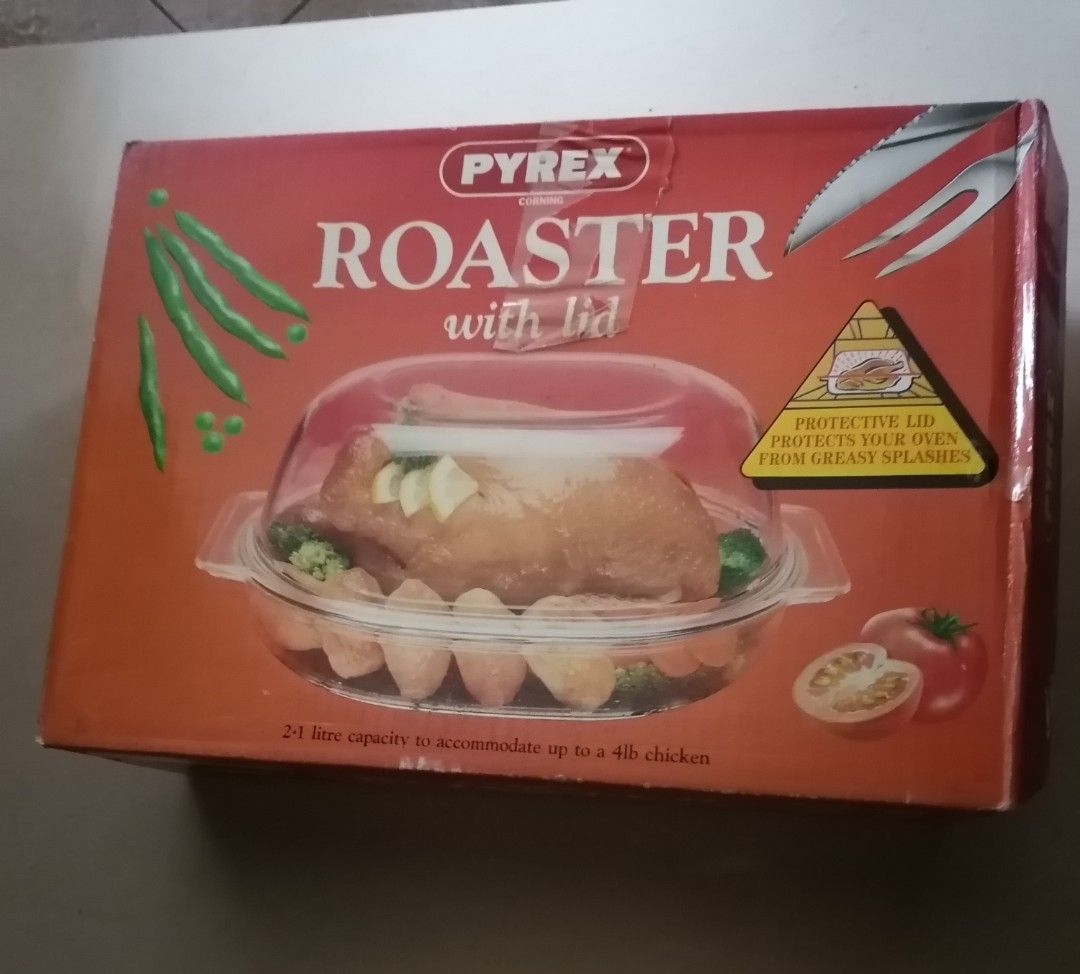 PYREX
CORNING
ROASTER
with lid
PROTECTIVE LID
PROTECTS YOUR OVEN
FROM GREASY SPLASHES
2·1 litre capacity to accommodate up to a 4lb chicken